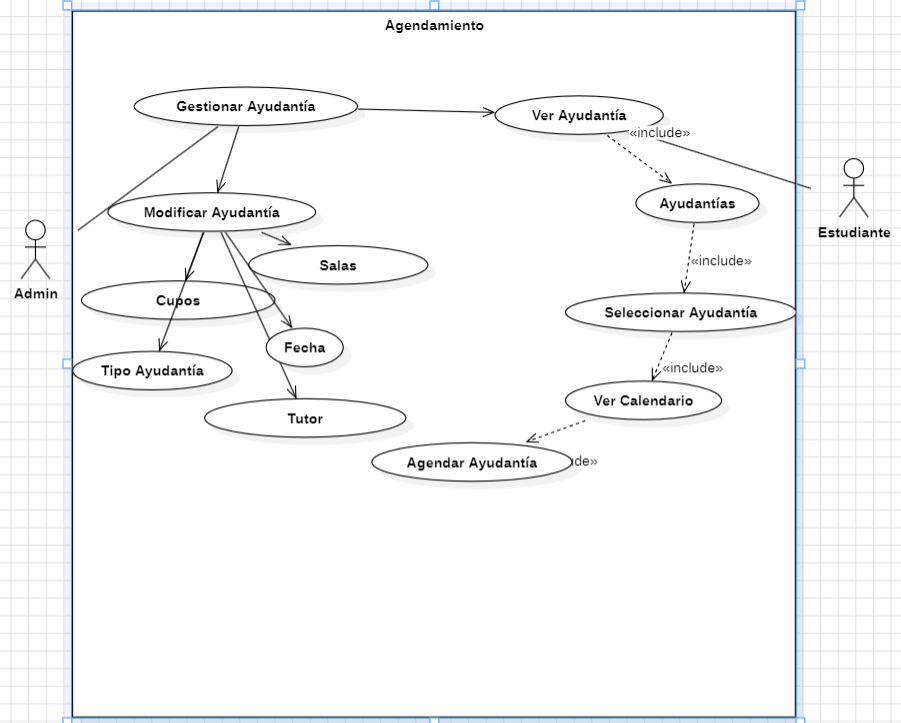 Agendamiento
Gestionar Ayudantía
Ver Ayudantía
«include»
Ayudantías
Estudiante
Modificar Ayudantía
«include»
Salas
Admin
Cupos
Seleccionar Ayudantía
Fecha
«include»
Tipo Ayudantía
Ver Calendario
Tutor
Agendar Ayudantía
de»